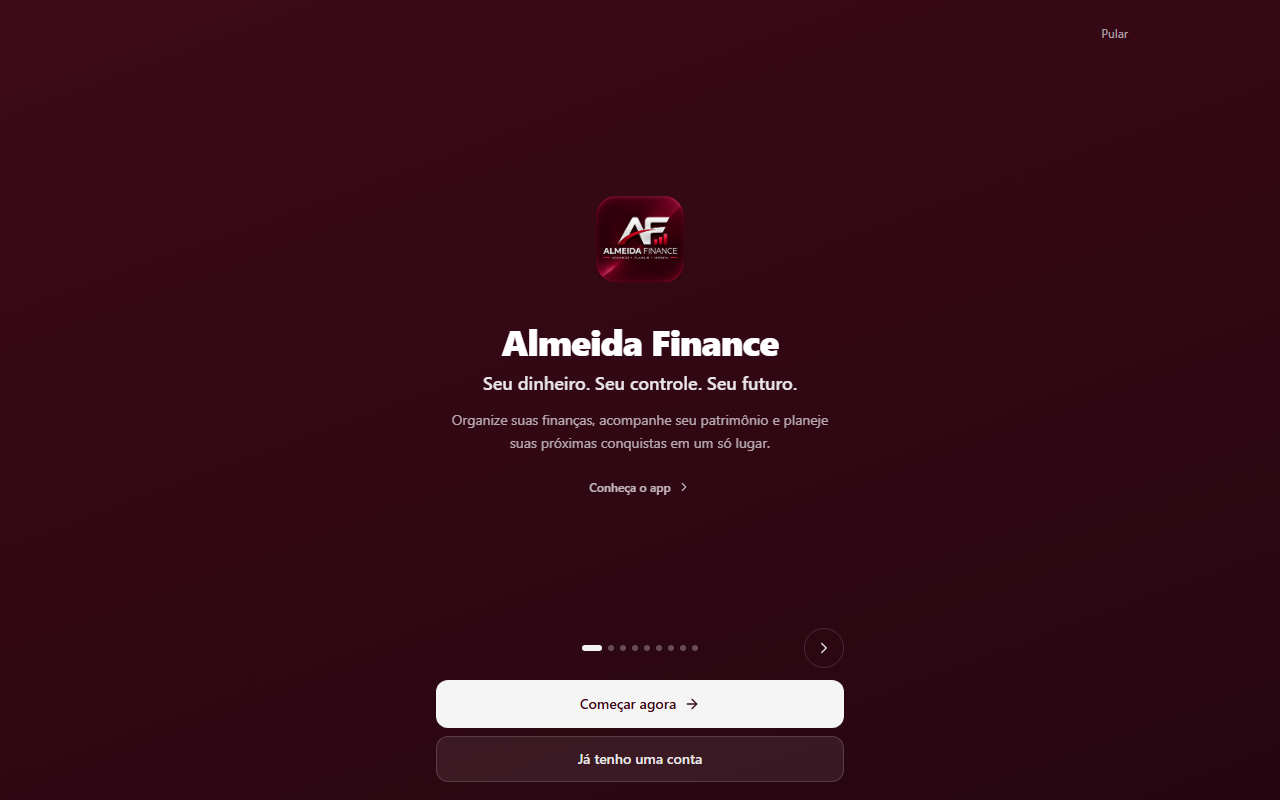 Pular
AF
ALMEIDA FINANCE
Almeida Finance
Seu dinheiro. Seu controle. Seu futuro.
Organize suas finanças, acompanhe seu patrimônio e planeje
suas próximas conquistas em um só lugar.
Conheça o app
Começar agora
Já tenho uma conta